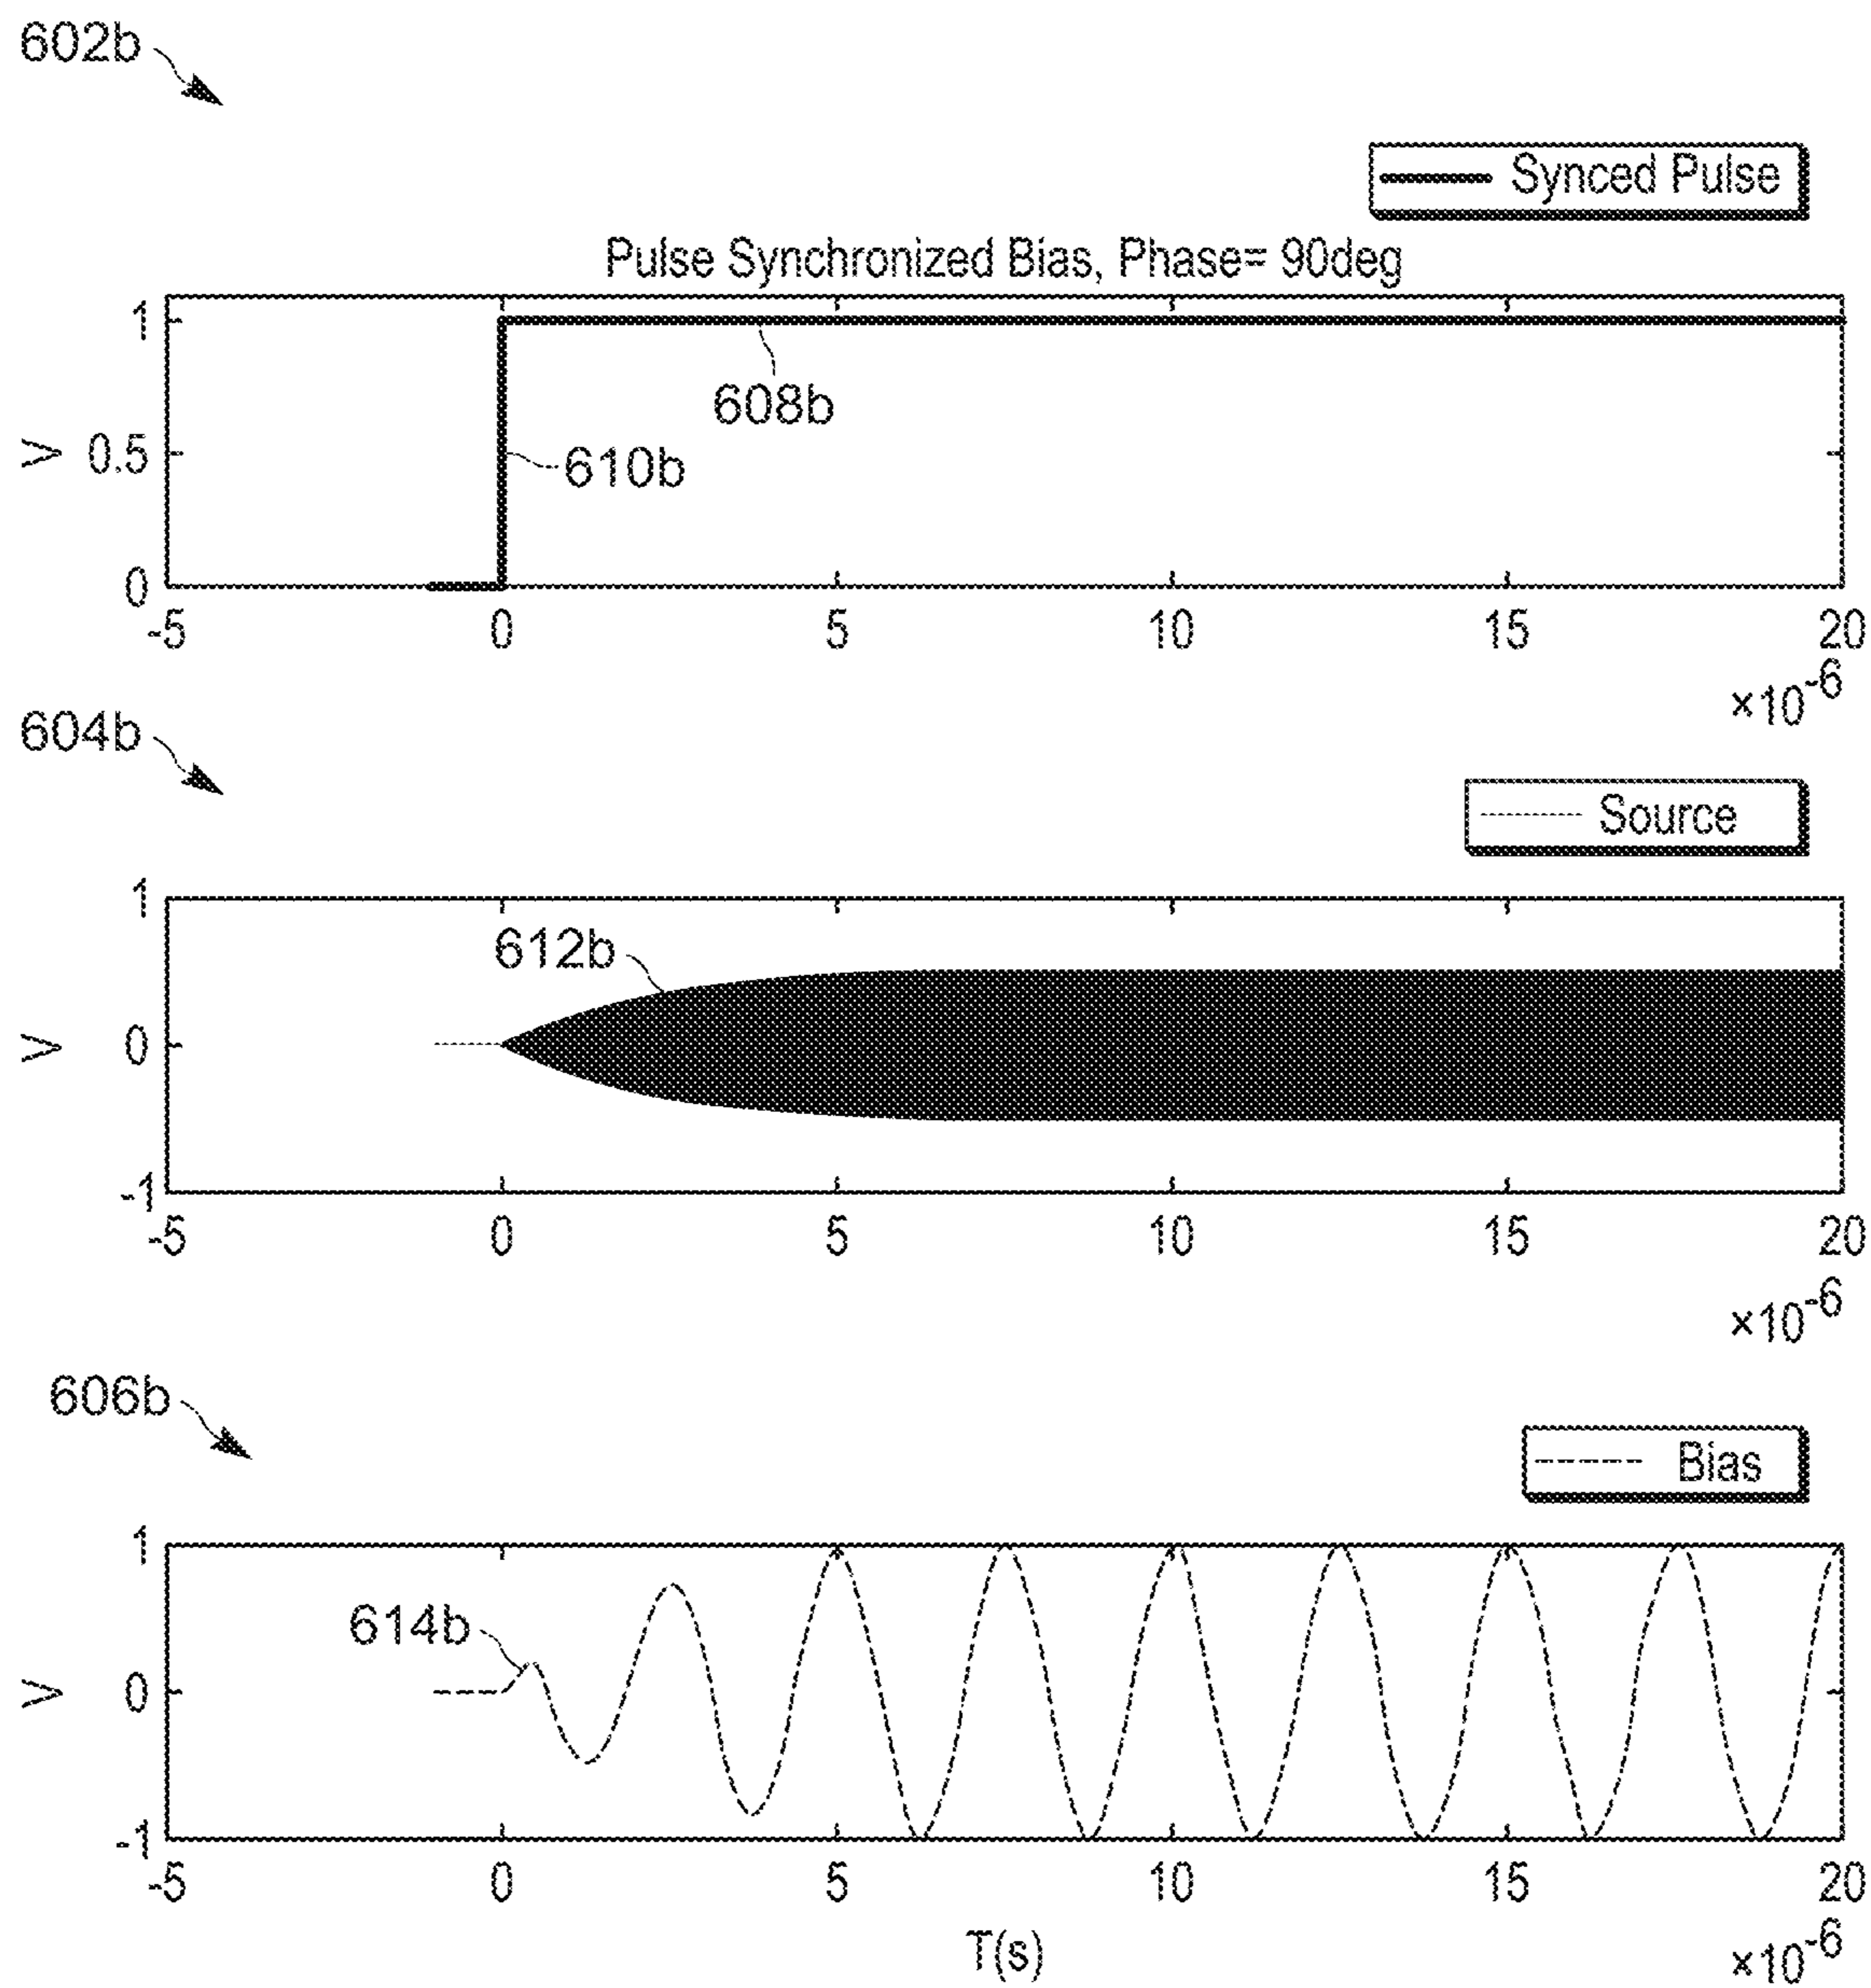 602b
Synced Pulse
Pulse Synchronized Bias, Phase= 90deg
1
608b
V 0.5
610b
0
-5 0 5 10 15 20
×10-6
604b
Source
1
612b
V 0
-1
-5 0 5 10 15 20
×10-6
606b
Bias
1
614b
V 0
-1
-5 0 5 10 15 20
T(s)
×10-6